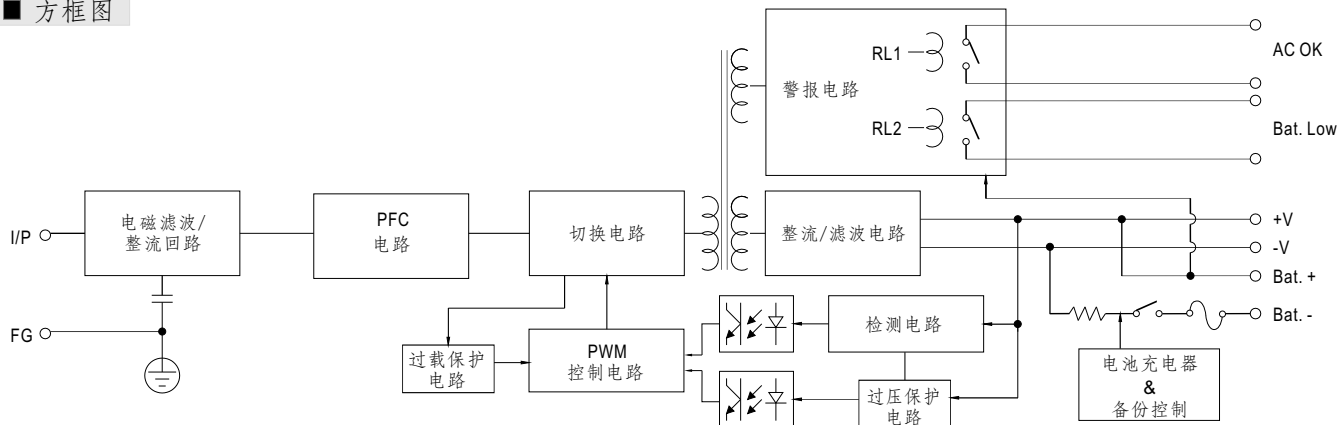 ■ 方框图
RL1
AC OK
警报电路
RL2
Bat. Low
I/P
电磁滤波/
整流回路
PFC
电路
切换电路
整流/滤波电路
+V
-V
Bat. +
Bat. -
FG
过载保护
电路
PWM
控制电路
检测电路
过压保护
电路
电池充电器
&
备份控制